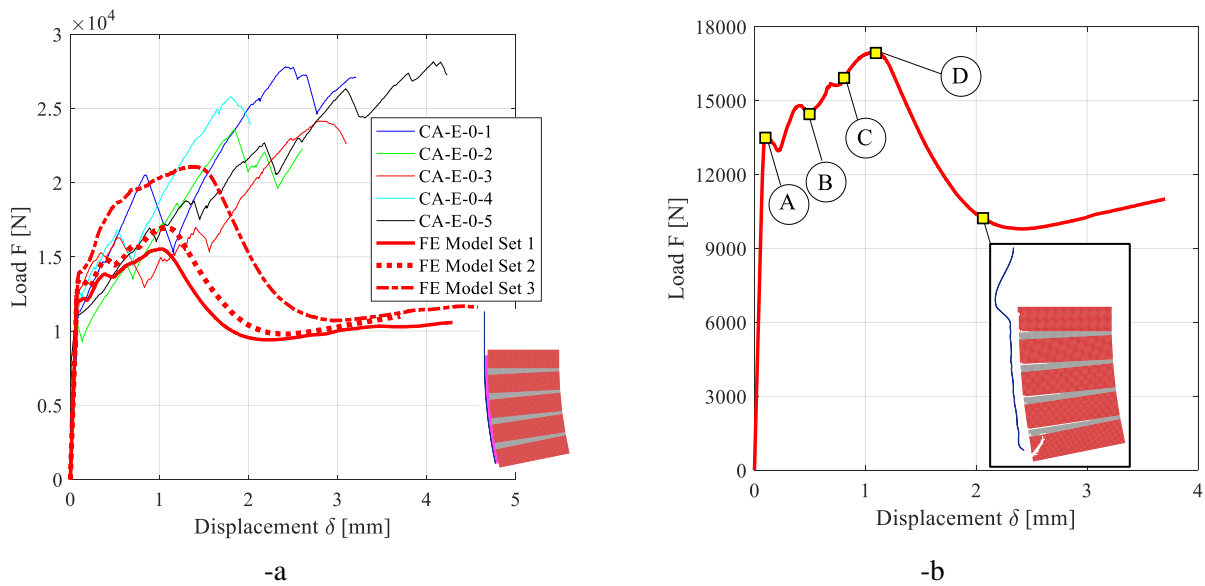 ×10⁴
3
2.5
2
1.5
1
0.5
0
0 1 2 3 4 5
Load F [N]
Displacement δ [mm]
CA-E-0-1
CA-E-0-2
CA-E-0-3
CA-E-0-4
CA-E-0-5
FE Model Set 1
FE Model Set 2
FE Model Set 3
-a
18000
15000
12000
9000
6000
3000
0
0 1 2 3 4
Load F [N]
Displacement δ [mm]
A
B
C
D
-b